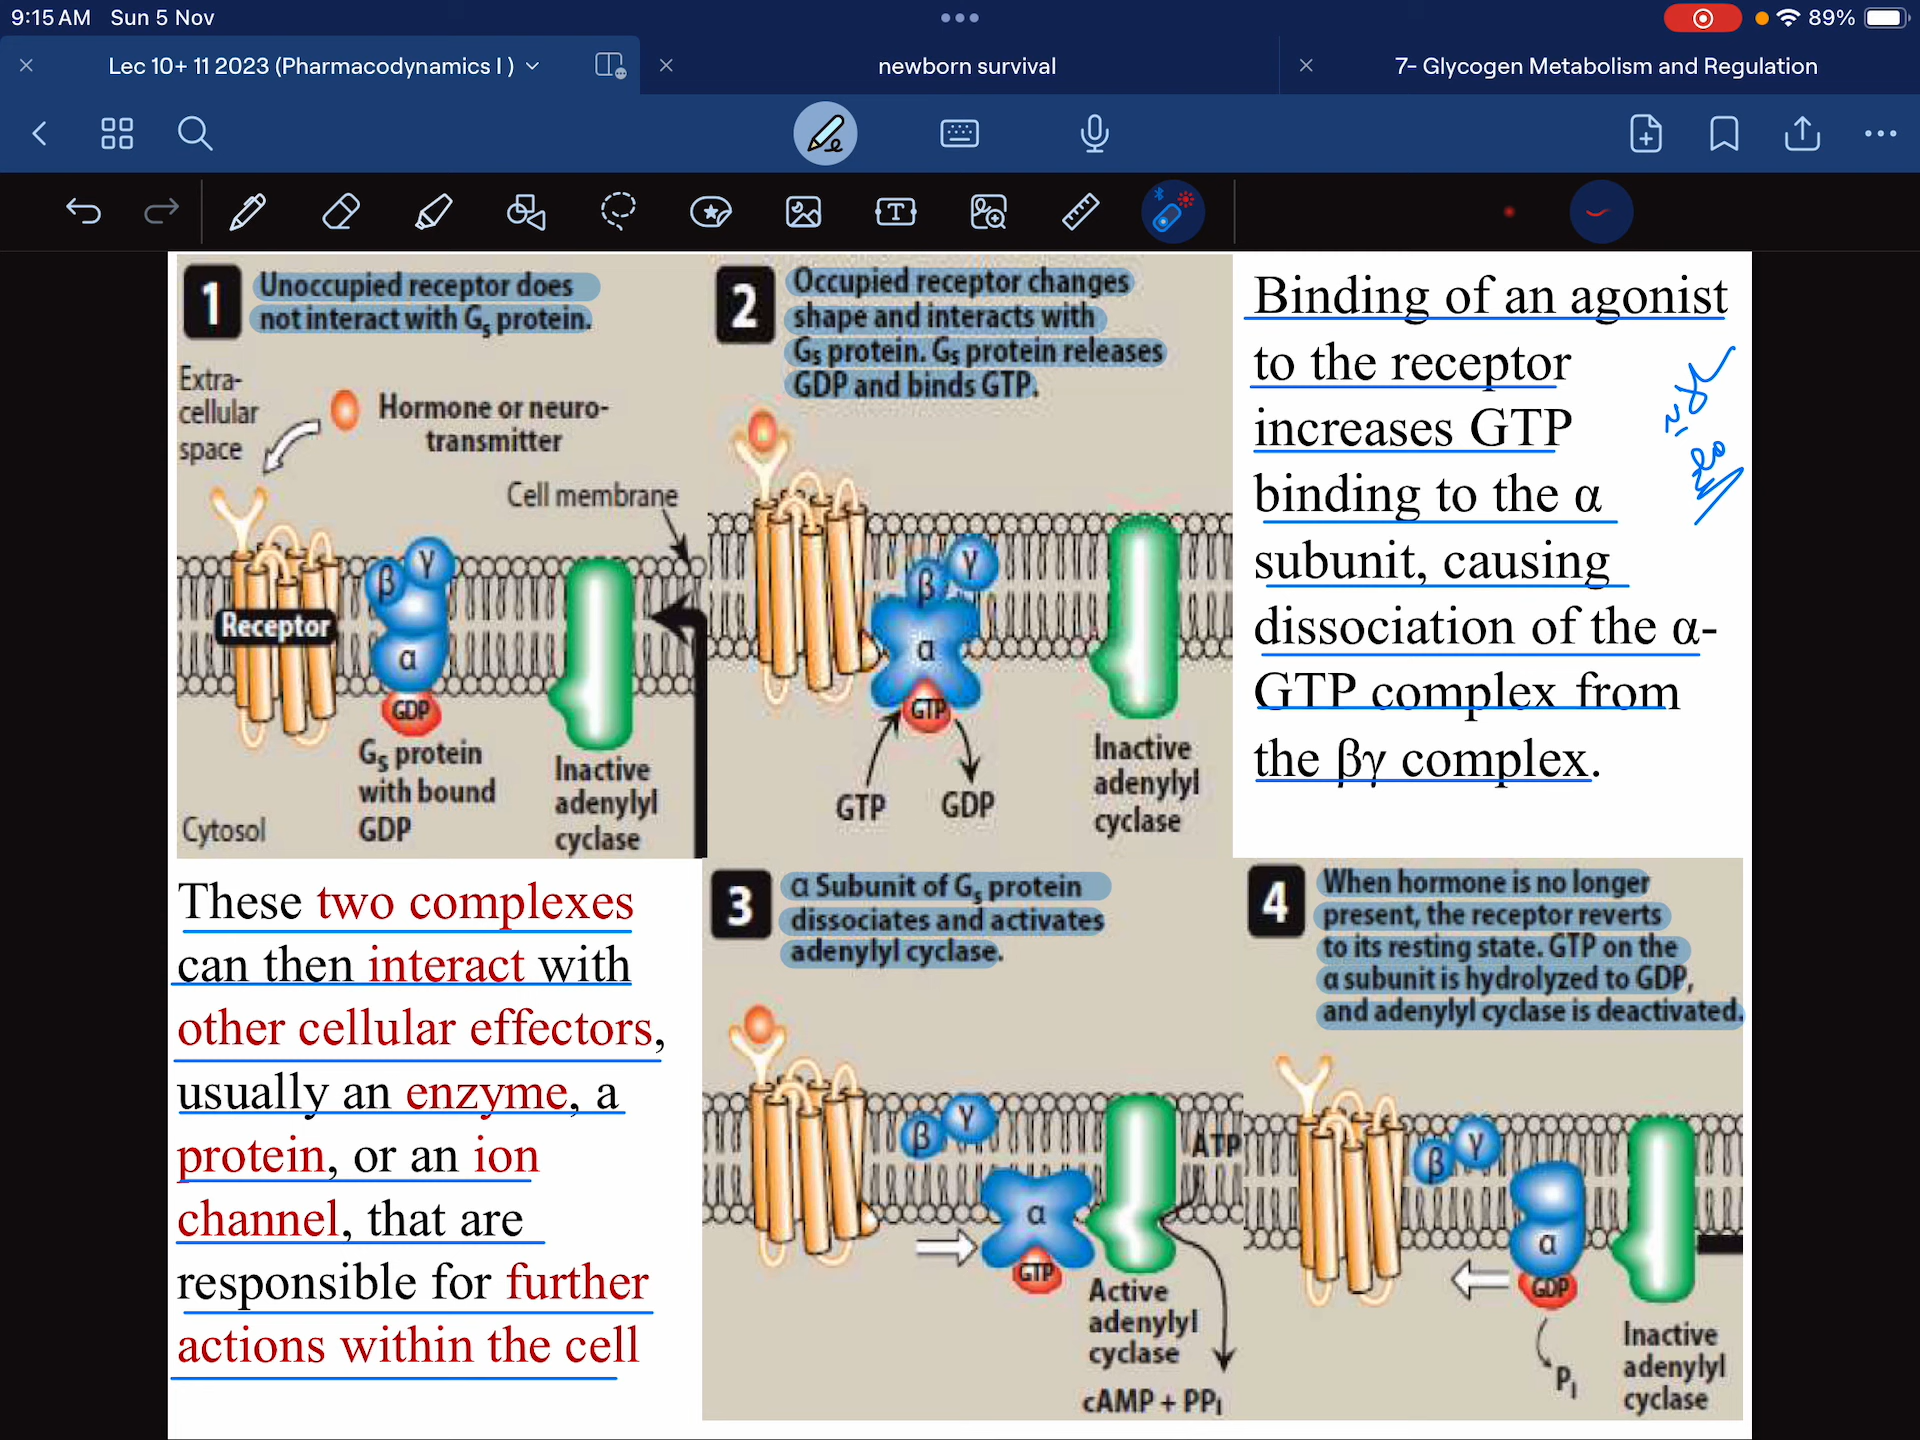 9:15 AM Sun 5 Nov
89%
Lec 10+ 11 2023 (Pharmacodynamics I )
newborn survival
7- Glycogen Metabolism and Regulation
1
Unoccupied receptor does
not interact with Gs protein.
Extra-
cellular
space
Hormone or neuro-
transmitter
Cell membrane
β
γ
Receptor
α
GDP
Gs protein
with bound
GDP
Inactive
adenylyl
cyclase
Cytosol
2
Occupied receptor changes
shape and interacts with
Gs protein. Gs protein releases
GDP and binds GTP.
β
γ
α
GTP
GTP
GDP
Inactive
adenylyl
cyclase
Binding of an agonist
to the receptor
increases GTP
binding to the α
subunit, causing
dissociation of the α-
GTP complex from
the βγ complex.
These two complexes
can then interact with
other cellular effectors,
usually an enzyme, a
protein, or an ion
channel, that are
responsible for further
actions within the cell
3
α Subunit of Gs protein
dissociates and activates
adenylyl cyclase.
β
γ
ATP
α
GTP
Active
adenylyl
cyclase
cAMP + PPi
4
When hormone is no longer
present, the receptor reverts
to its resting state. GTP on the
α subunit is hydrolyzed to GDP,
and adenylyl cyclase is deactivated.
β
γ
α
GDP
Pi
Inactive
adenylyl
cyclase